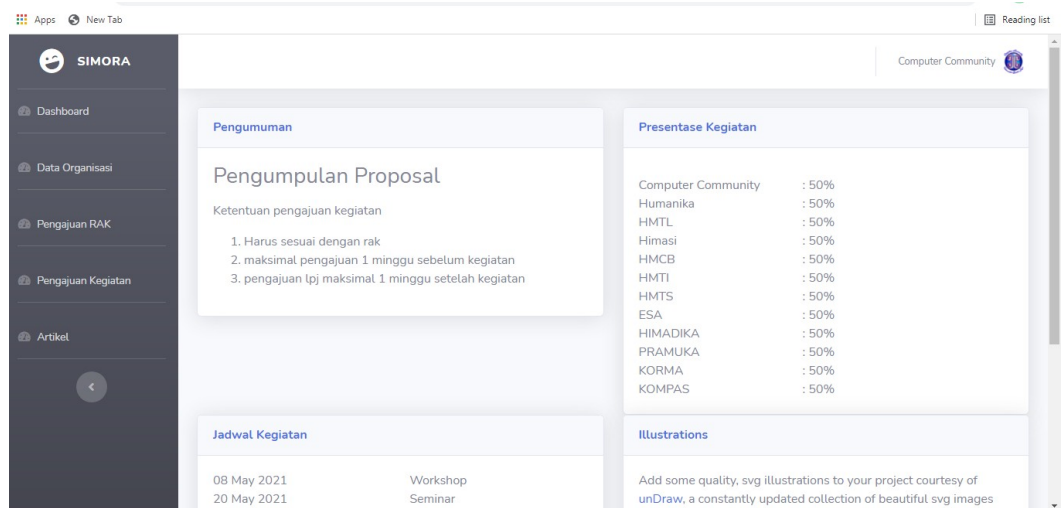 Apps New Tab Reading list
SIMORA
Computer Community
Dashboard
Data Organisasi
Pengajuan RAK
Pengajuan Kegiatan
Artikel
Pengumuman
Pengumpulan Proposal
Ketentuan pengajuan kegiatan
1. Harus sesuai dengan rak
2. maksimal pengajuan 1 minggu sebelum kegiatan
3. pengajuan lpj maksimal 1 minggu setelah kegiatan
Presentase Kegiatan
Computer Community : 50%
Humanika : 50%
HMTL : 50%
Himasi : 50%
HMCB : 50%
HMTI : 50%
HMTS : 50%
ESA : 50%
HIMADIKA : 50%
PRAMUKA : 50%
KORMA : 50%
KOMPAS : 50%
Jadwal Kegiatan
08 May 2021 Workshop
20 May 2021 Seminar
Illustrations
Add some quality, svg illustrations to your project courtesy of
unDraw, a constantly updated collection of beautiful svg images